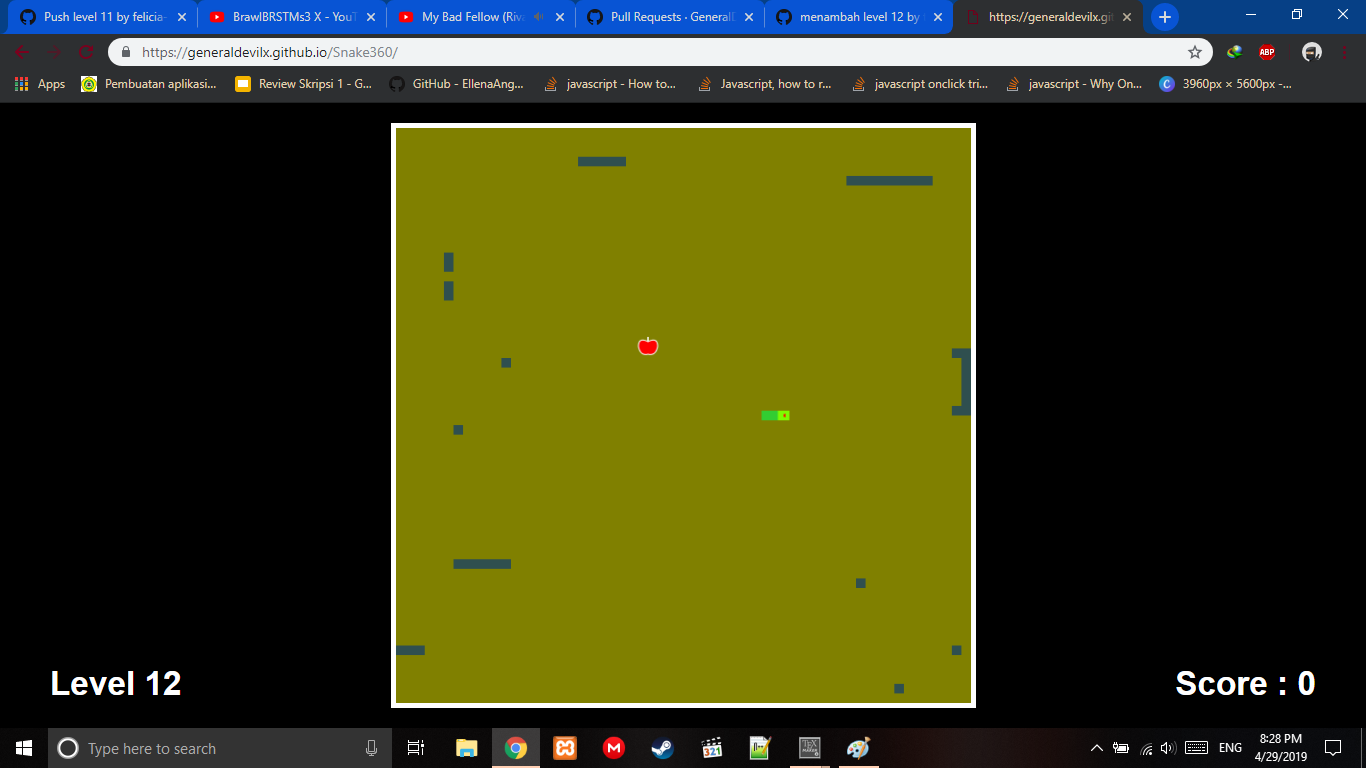 Push level 11 by felicia-
BrawlBRSTMs3 X - YouT
My Bad Fellow (Riva
Pull Requests · GeneralD
menambah level 12 by
https://generaldevilx.git
https://generaldevilx.github.io/Snake360/
ABP
Apps
Pembuatan aplikasi...
Review Skripsi 1 - G...
GitHub - EllenaAng...
javascript - How to...
Javascript, how to r...
javascript onclick tri...
javascript - Why On...
3960px × 5600px -...
Level 12
Score : 0
Type here to search
321
ENG
8:28 PM
4/29/2019